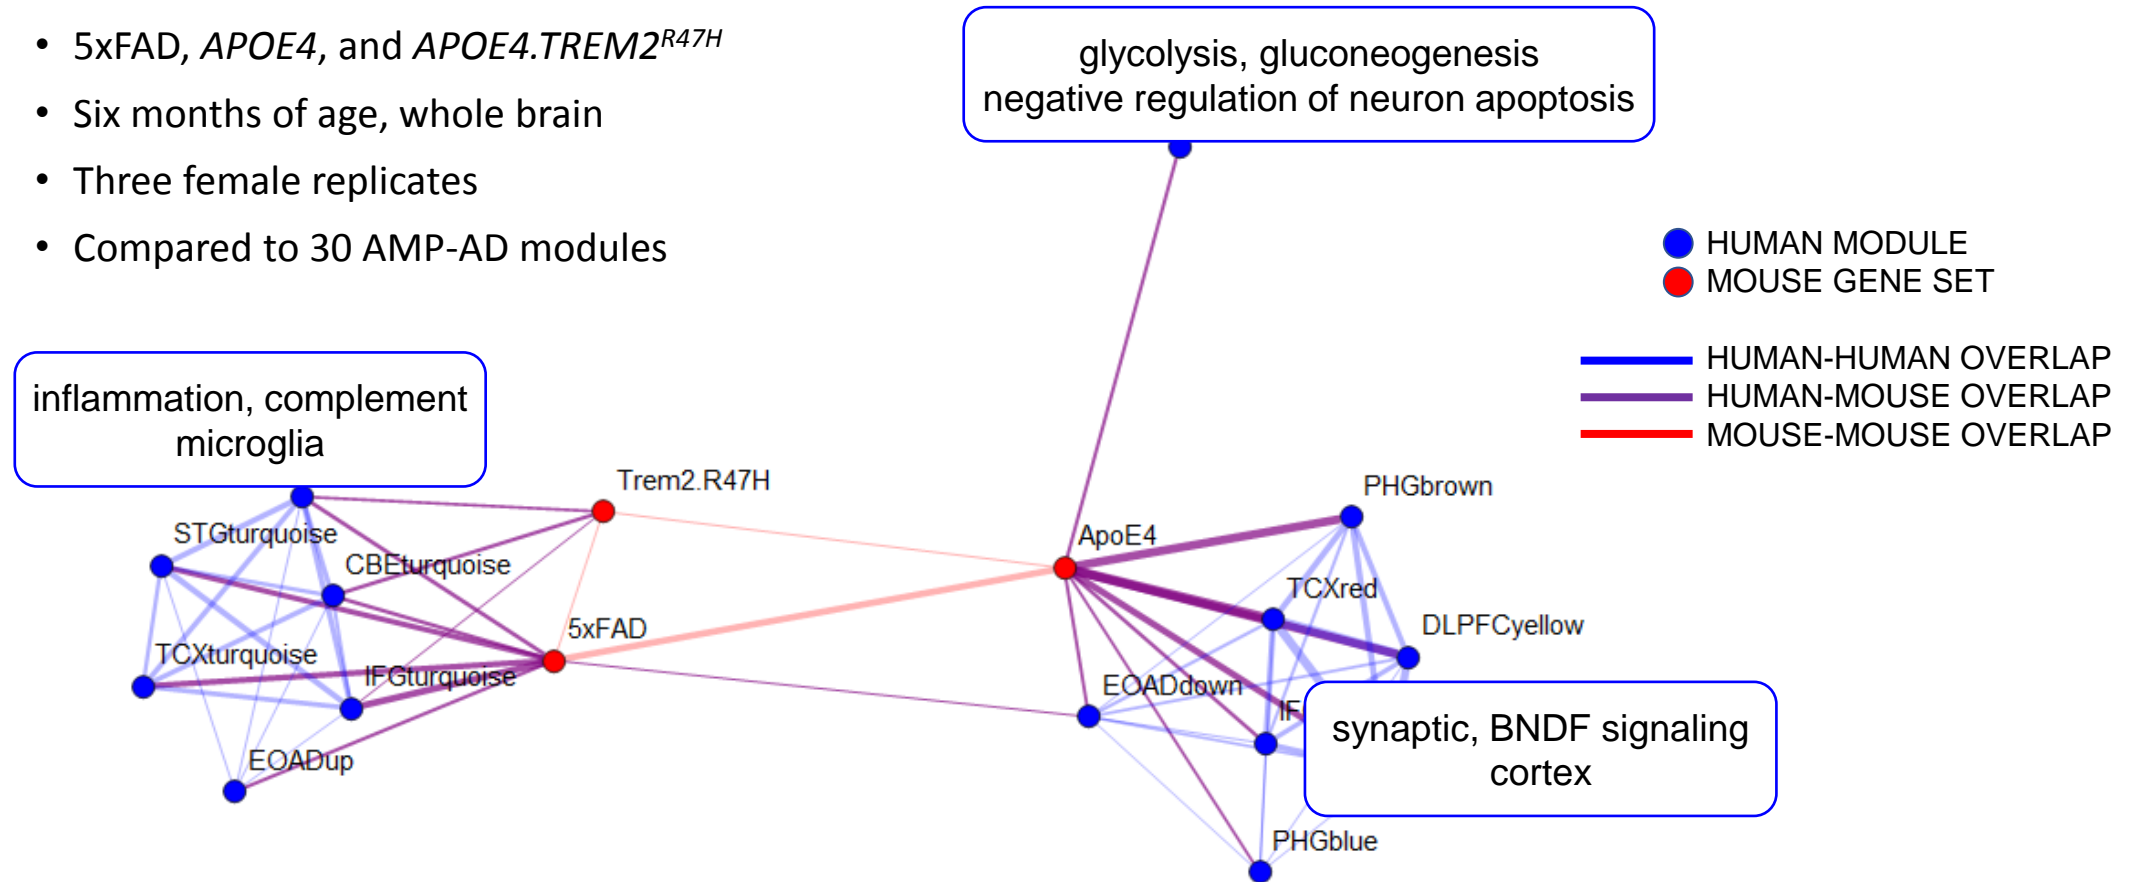 • 5xFAD, APOE4, and APOE4.TREM2^R47H
• Six months of age, whole brain
• Three female replicates
• Compared to 30 AMP-AD modules
glycolysis, gluconeogenesis
negative regulation of neuron apoptosis
HUMAN MODULE
MOUSE GENE SET
HUMAN-HUMAN OVERLAP
HUMAN-MOUSE OVERLAP
MOUSE-MOUSE OVERLAP
inflammation, complement
microglia
Trem2.R47H
STGturquoise
CBEturquoise
5xFAD
TCXturquoise
IFGturquoise
EOADup
ApoE4
PHGbrown
TCXred
DLPFCyellow
EOADdown
synaptic, BNDF signaling
cortex
PHGblue